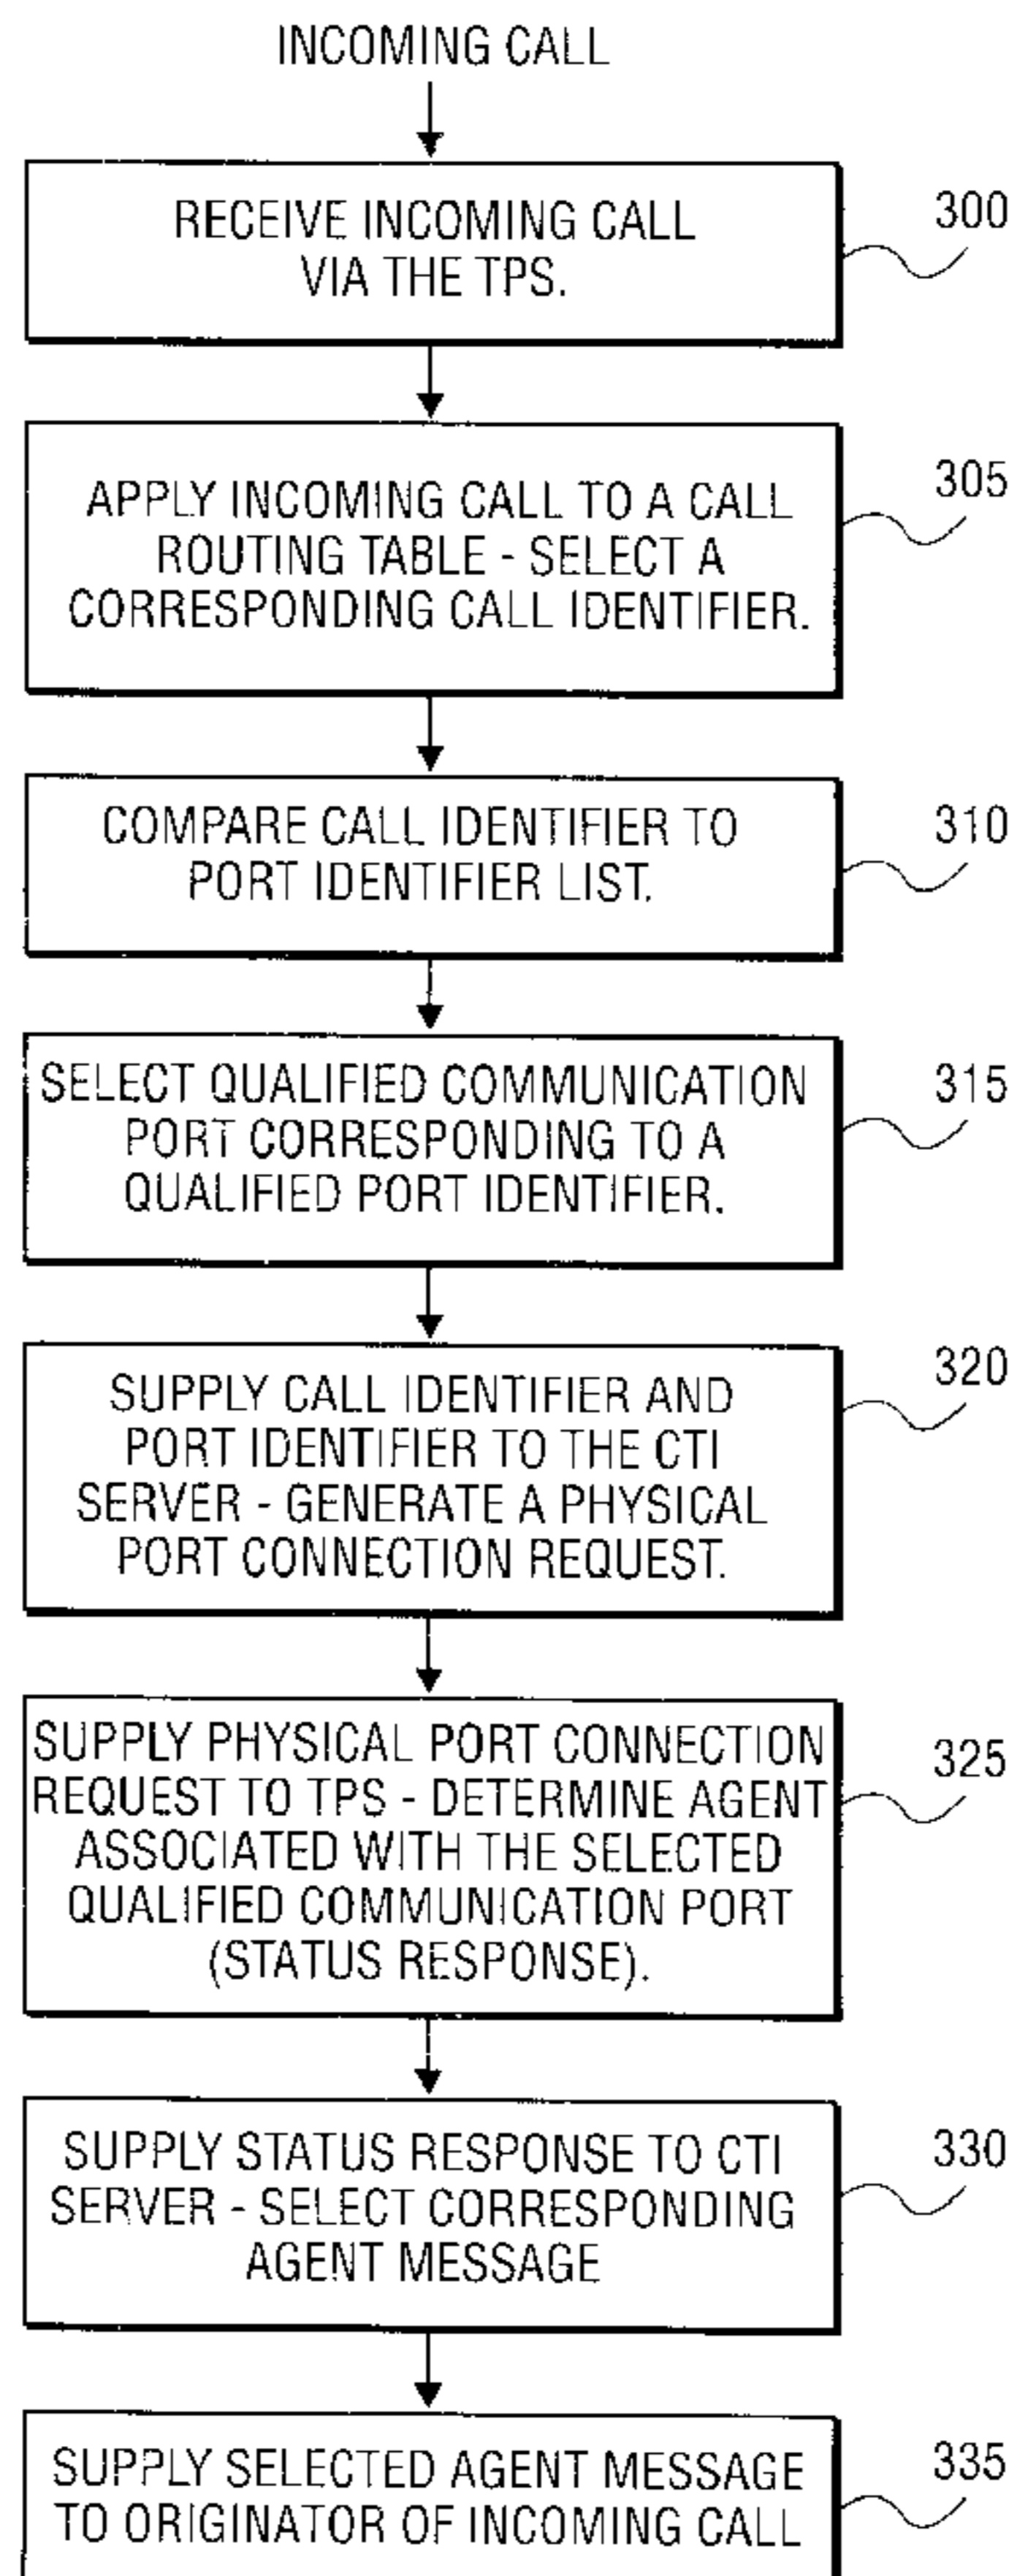 INCOMING CALL
RECEIVE INCOMING CALL
VIA THE TPS.
300
APPLY INCOMING CALL TO A CALL
ROUTING TABLE - SELECT A
CORRESPONDING CALL IDENTIFIER.
305
COMPARE CALL IDENTIFIER TO
PORT IDENTIFIER LIST.
310
SELECT QUALIFIED COMMUNICATION
PORT CORRESPONDING TO A
QUALIFIED PORT IDENTIFIER.
315
SUPPLY CALL IDENTIFIER AND
PORT IDENTIFIER TO THE CTI
SERVER - GENERATE A PHYSICAL
PORT CONNECTION REQUEST.
320
SUPPLY PHYSICAL PORT CONNECTION
REQUEST TO TPS - DETERMINE AGENT
ASSOCIATED WITH THE SELECTED
QUALIFIED COMMUNICATION PORT
(STATUS RESPONSE).
325
SUPPLY STATUS RESPONSE TO CTI
SERVER - SELECT CORRESPONDING
AGENT MESSAGE
330
SUPPLY SELECTED AGENT MESSAGE
TO ORIGINATOR OF INCOMING CALL
335